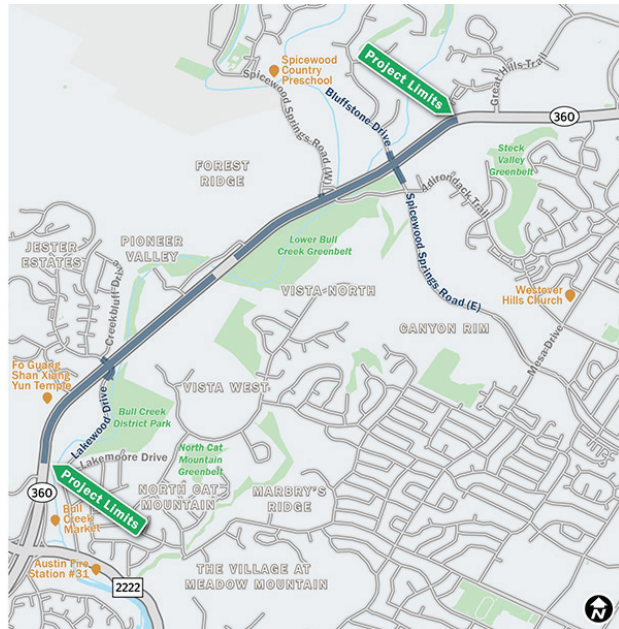 Spicewood
Country
Preschool
Project Limits
Great Hills Trail
360
Spicewood Springs Road (W)
Bluffstone Drive
FOREST
RIDGE
Steck
Valley
Greenbelt
Adirondack Trail
JESTER
ESTATES
PIONEER
VALLEY
Lower Bull
Creek Greenbelt
Spicewood Springs Road (E)
Creekbluff Drive
VISTA NORTH
Westover
Hills Church
CANYON RIM
Mesa Drive
Fo Guang
Shan Xiang
Yun Temple
VISTA WEST
Lakewood Drive
Bull Creek
District Park
North Cat
Mountain
Greenbelt
Lakemoore Drive
Project Limits
360
NORTH CAT
MOUNTAIN
MARBRY'S
RIDGE
Bull
Creek
Market
Austin Fire
Station #31
2222
THE VILLAGE AT
MEADOW MOUNTAIN
N